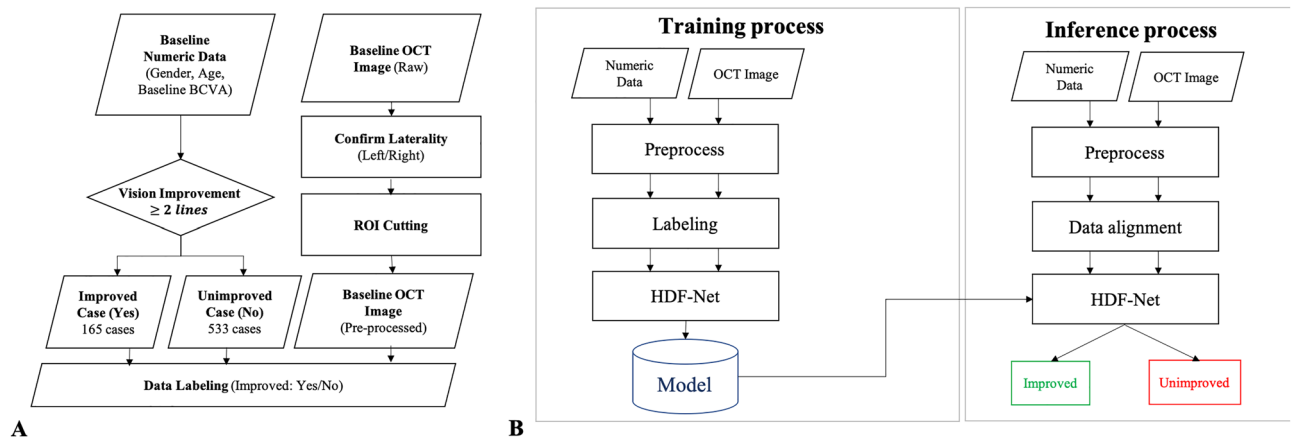 Baseline
Numeric Data
(Gender, Age,
Baseline BCVA)
Vision Improvement
≥ 2 lines
Improved
Case (Yes)
165 cases
Unimproved
Case (No)
533 cases
Baseline OCT
Image (Raw)
Confirm Laterality
(Left/Right)
ROI Cutting
Baseline OCT
Image
(Pre-processed)
Data Labeling (Improved: Yes/No)
A
Training process
Numeric
Data
OCT Image
Preprocess
Labeling
HDF-Net
Model
Inference process
Numeric
Data
OCT Image
Preprocess
Data alignment
HDF-Net
Improved
Unimproved
B